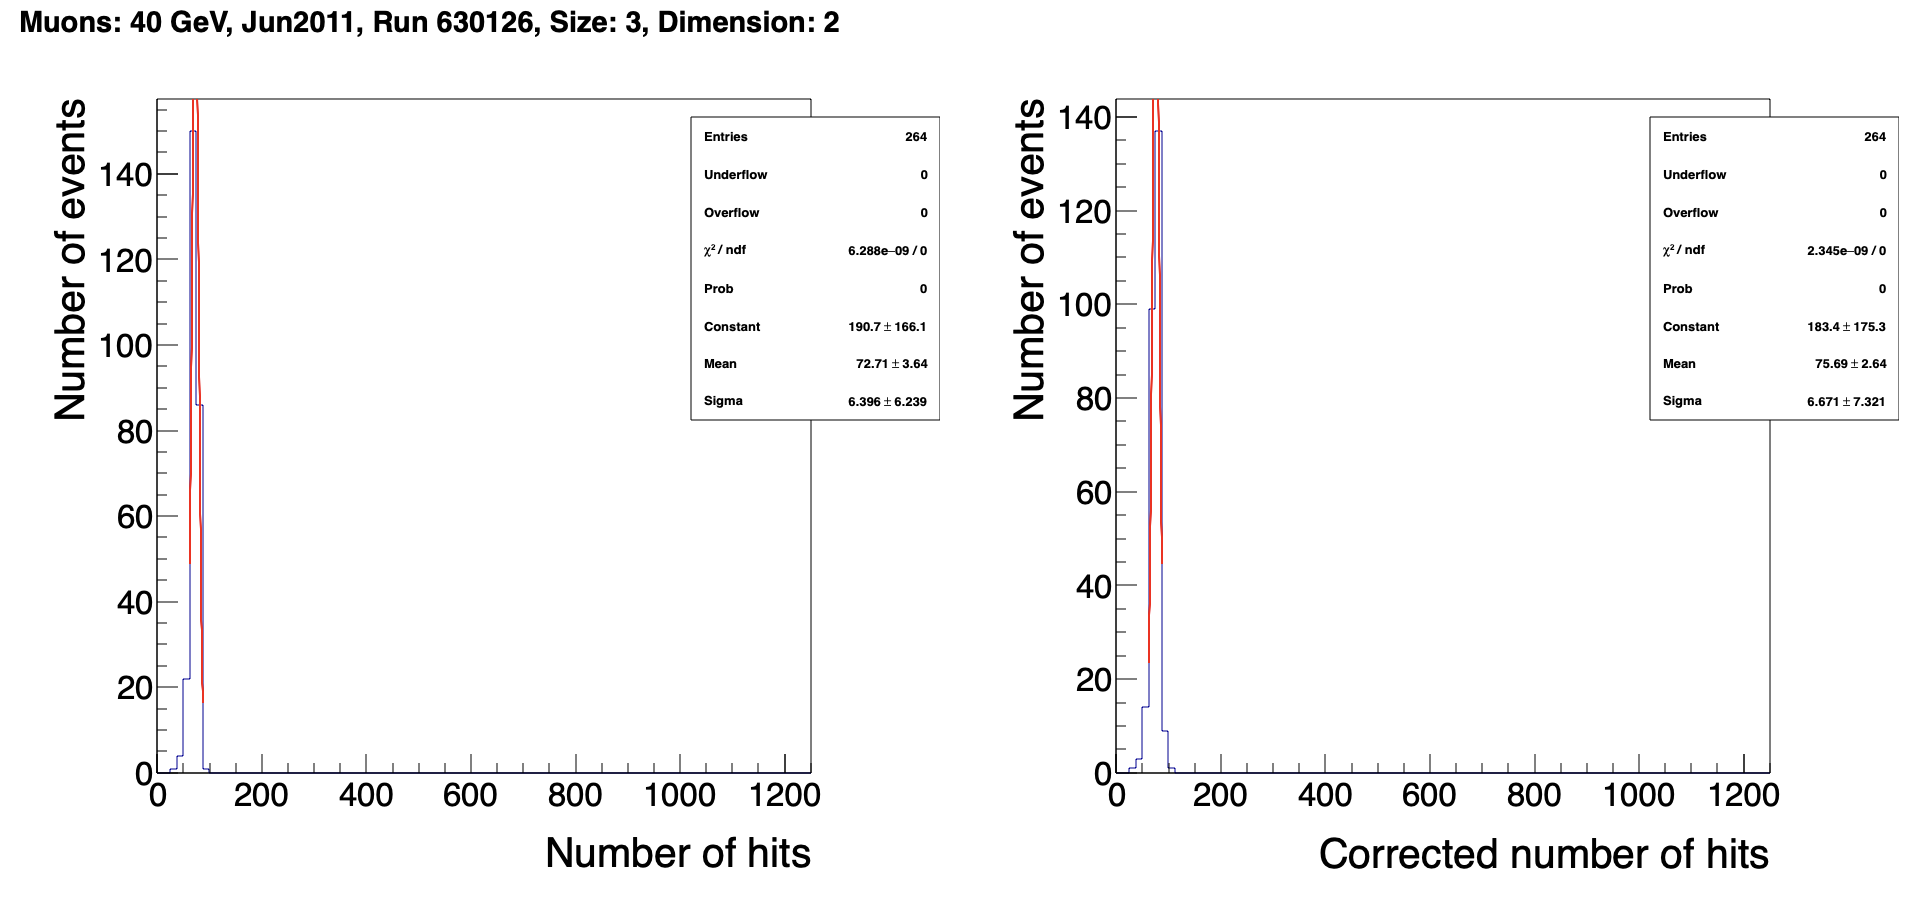 Muons: 40 GeV, Jun2011, Run 630126, Size: 3, Dimension: 2
Number of events
140
120
100
80
60
40
20
0
0 200 400 600 800 1000 1200
Number of hits
Entries 264
Underflow 0
Overflow 0
χ² / ndf 6.288e−09 / 0
Prob 0
Constant 190.7 ± 166.1
Mean 72.71 ± 3.64
Sigma 6.396 ± 6.239
Number of events
140
120
100
80
60
40
20
0
0 200 400 600 800 1000 1200
Corrected number of hits
Entries 264
Underflow 0
Overflow 0
χ² / ndf 2.345e−09 / 0
Prob 0
Constant 183.4 ± 175.3
Mean 75.69 ± 2.64
Sigma 6.671 ± 7.321